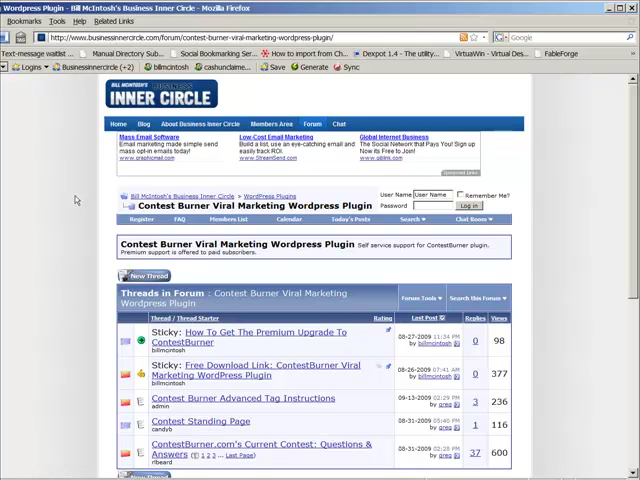 Wordpress Plugin - Bill McIntosh's Business Inner Circle - Mozilla Firefox
Bookmarks Tools Help Related Links
http://www.businessinnercircle.com/forum/contest-burner-viral-marketing-wordpress-plugin/
Google
Text-message waitlist ... Manual Directory Sub... Social Bookmarking Ser... How to import from Ch... Dexpot 1.4 - The utility... VirtuaWin - Virtual Des... FableForge
Logins Businessinnercircle (+2) billmcintosh cashundclaime... Save Generate Sync
BILL MCINTOSH'S BUSINESS
INNER CIRCLE
Home Blog About Business Inner Circle Members Area Forum Chat
Mass Email Software Low-Cost Email Marketing Global Internet Business
Email marketing made simple send Build a list, use an eye-catching email and The Social Network that Pays You! Sign up
mass opt-in emails today! easily track ROI. Now its Free to Join!
www.graphicmail.com www.StreamSend.com www.qblink.com
Sponsored Links
Bill McIntosh's Business Inner Circle > WordPress Plugins User Name User Name Remember Me?
Contest Burner Viral Marketing Wordpress Plugin Password Log in
Register FAQ Members List Calendar Today's Posts Search Chat Room
Contest Burner Viral Marketing Wordpress Plugin Self service support for ContestBurner plugin.
Premium support is offered to paid subscribers.
New Thread
Threads in Forum : Contest Burner Viral Marketing Wordpress Plugin Forum Tools Search this Forum
Thread / Thread Starter Rating Last Post Replies Views
Sticky: How To Get The Premium Upgrade To 08-27-2009 11:34 PM 0 98
ContestBurner by billmcintosh
billmcintosh
Sticky: Free Download Link: ContestBurner Viral 08-26-2009 07:41 AM 0 377
Marketing WordPress Plugin by billmcintosh
billmcintosh
Contest Burner Advanced Tag Instructions 09-13-2009 02:29 PM 3 236
admin by greg
Contest Standing Page 08-31-2009 05:40 PM 1 116
candyb by greg
ContestBurner.com's Current Contest: Questions & 08-31-2009 02:28 PM 37 600
Answers ( 1 2 3 ... Last Page) by greg
ribeard
New Thread